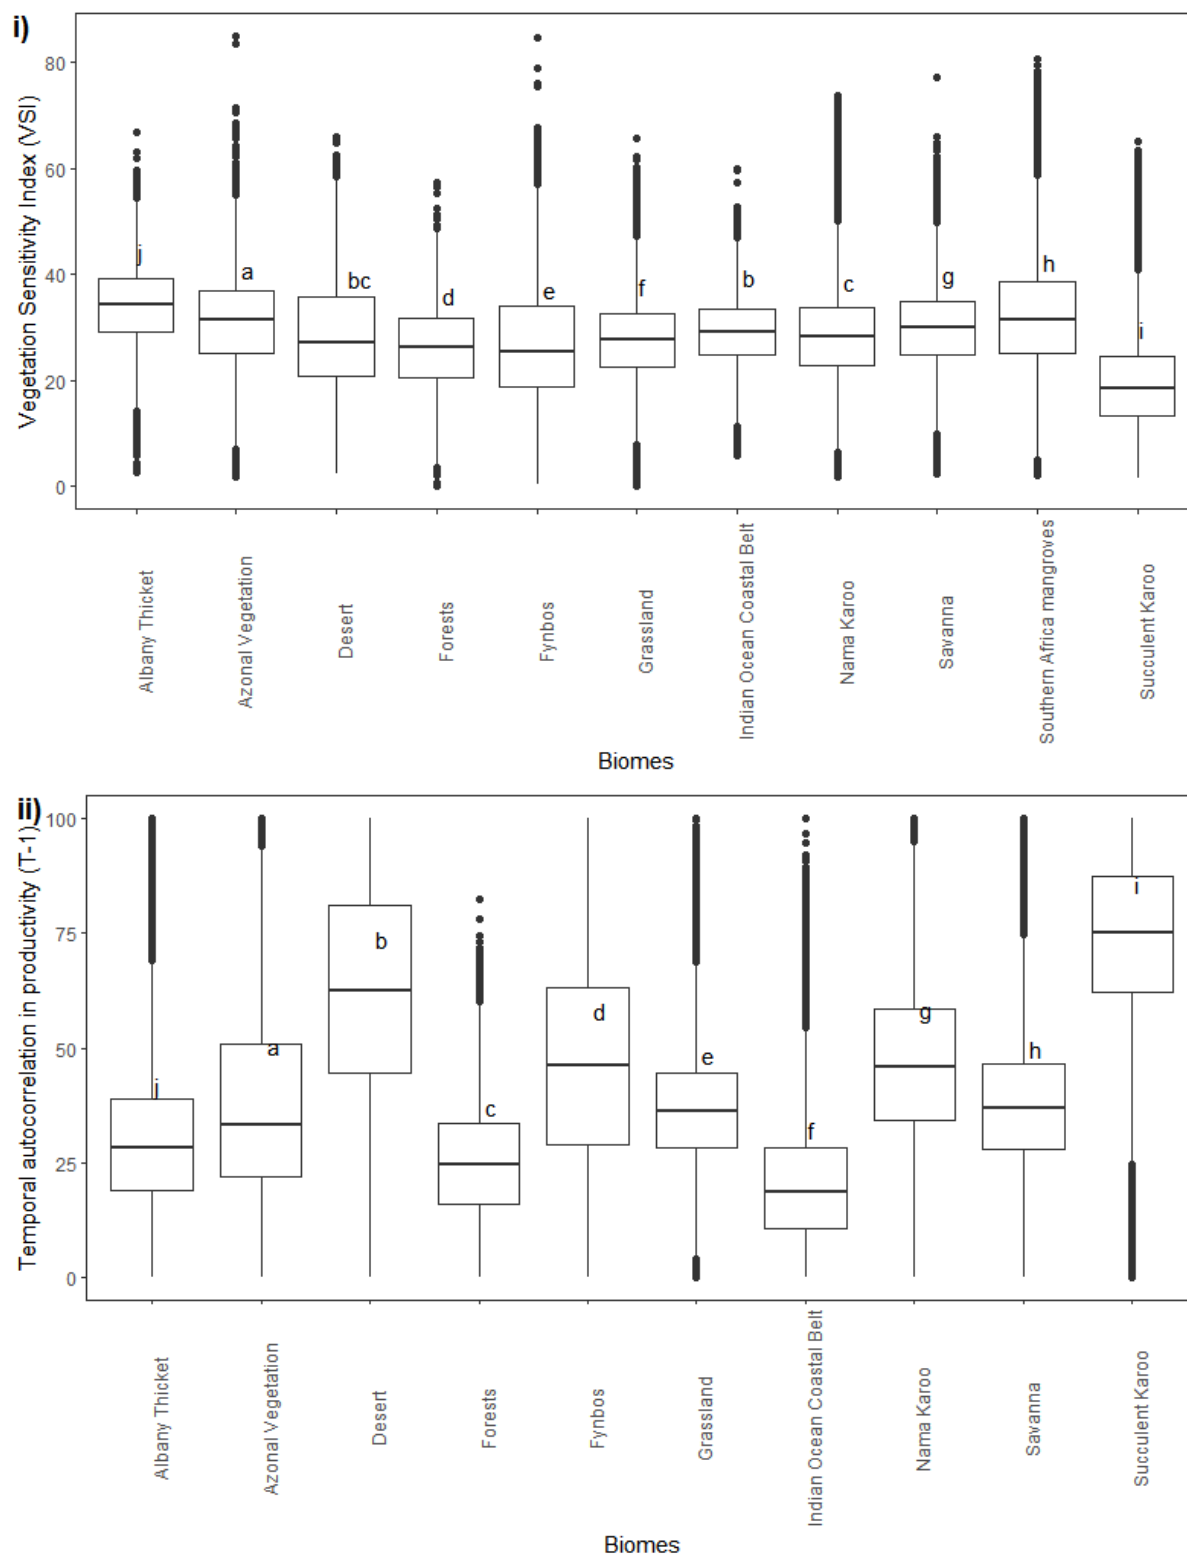 i)
Vegetation Sensitivity Index (VSI)
80
60
40
20
0
j
a
bc
d
e
f
b
c
g
h
i
Albany Thicket
Azonal Vegetation
Desert
Forests
Fynbos
Grassland
Indian Ocean Coastal Belt
Nama Karoo
Savanna
Southern Africa mangroves
Succulent Karoo
Biomes
ii)
Temporal autocorrelation in productivity (T-1)
100
75
50
25
0
j
a
b
c
d
e
f
g
h
i
Albany Thicket
Azonal Vegetation
Desert
Forests
Fynbos
Grassland
Indian Ocean Coastal Belt
Nama Karoo
Savanna
Succulent Karoo
Biomes